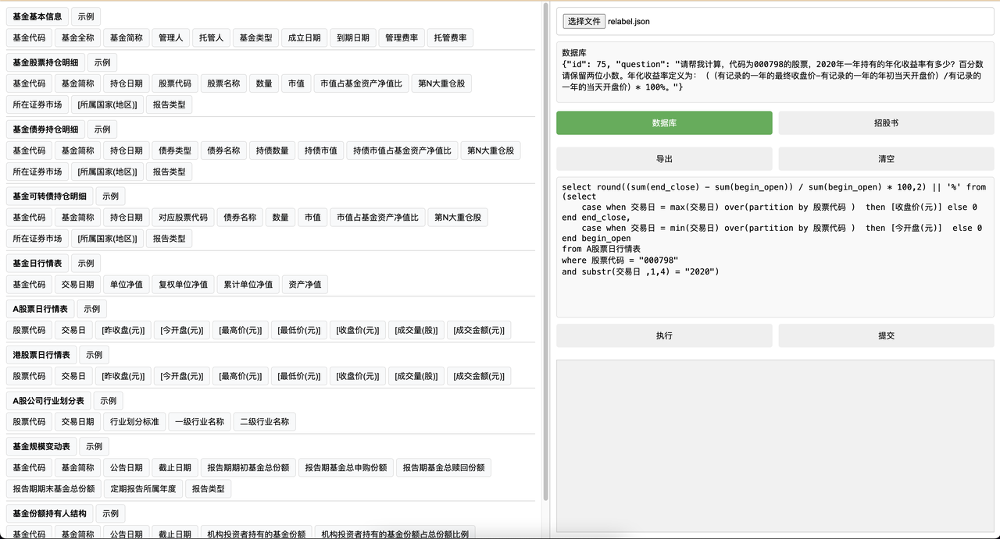 基金基本信息 示例
基金代码 基金全称 基金简称 管理人 托管人 基金类型 成立日期 到期日期 管理费率 托管费率
基金股票持仓明细 示例
基金代码 基金简称 持仓日期 股票代码 股票名称 数量 市值 市值占基金资产净值比 第N大重仓股
所在证券市场 [所属国家(地区)] 报告类型
基金债券持仓明细 示例
基金代码 基金简称 持仓日期 债券类型 债券名称 持债数量 持债市值 持债市值占基金资产净值比 第N大重仓股
所在证券市场 [所属国家(地区)] 报告类型
基金可转债持仓明细 示例
基金代码 基金简称 持仓日期 对应股票代码 债券名称 数量 市值 市值占基金资产净值比 第N大重仓股
所在证券市场 [所属国家(地区)] 报告类型
基金日行情表 示例
基金代码 交易日期 单位净值 复权单位净值 累计单位净值 资产净值
A股票日行情表 示例
股票代码 交易日 [昨收盘(元)] [今开盘(元)] [最高价(元)] [最低价(元)] [收盘价(元)] [成交量(股)] [成交金额(元)]
港股票日行情表 示例
股票代码 交易日 [昨收盘(元)] [今开盘(元)] [最高价(元)] [最低价(元)] [收盘价(元)] [成交量(股)] [成交金额(元)]
A股公司行业划分表 示例
股票代码 交易日期 行业划分标准 一级行业名称 二级行业名称
基金规模变动表 示例
基金代码 基金简称 公告日期 截止日期 报告期期初基金总份额 报告期基金总申购份额 报告期基金总赎回份额
报告期期末基金总份额 定期报告所属年度 报告类型
基金份额持有人结构 示例
基金代码 基金简称 公告日期 截止日期 机构投资者持有的基金份额 机构投资者持有的基金份额占总份额比例
选择文件 relabel.json
数据库
{"id": 75, "question": "请帮我计算，代码为000798的股票，2020年一年持有的年化收益率有多少？百分数
请保留两位小数。年化收益率定义为：（（有记录的一年的最终收盘价-有记录的一年的年初当天开盘价）/有记录的
一年的当天开盘价）* 100%。"}
数据库 招股书
导出 清空
select round((sum(end_close) - sum(begin_open)) / sum(begin_open) * 100,2) || '%' from
(select
case when 交易日 = max(交易日) over(partition by 股票代码 ) then [收盘价(元)] else 0
end end_close,
case when 交易日 = min(交易日) over(partition by 股票代码 ) then [今开盘(元)] else 0
end begin_open
from A股票日行情表
where 股票代码 = "000798"
and substr(交易日 ,1,4) = "2020")
执行 提交